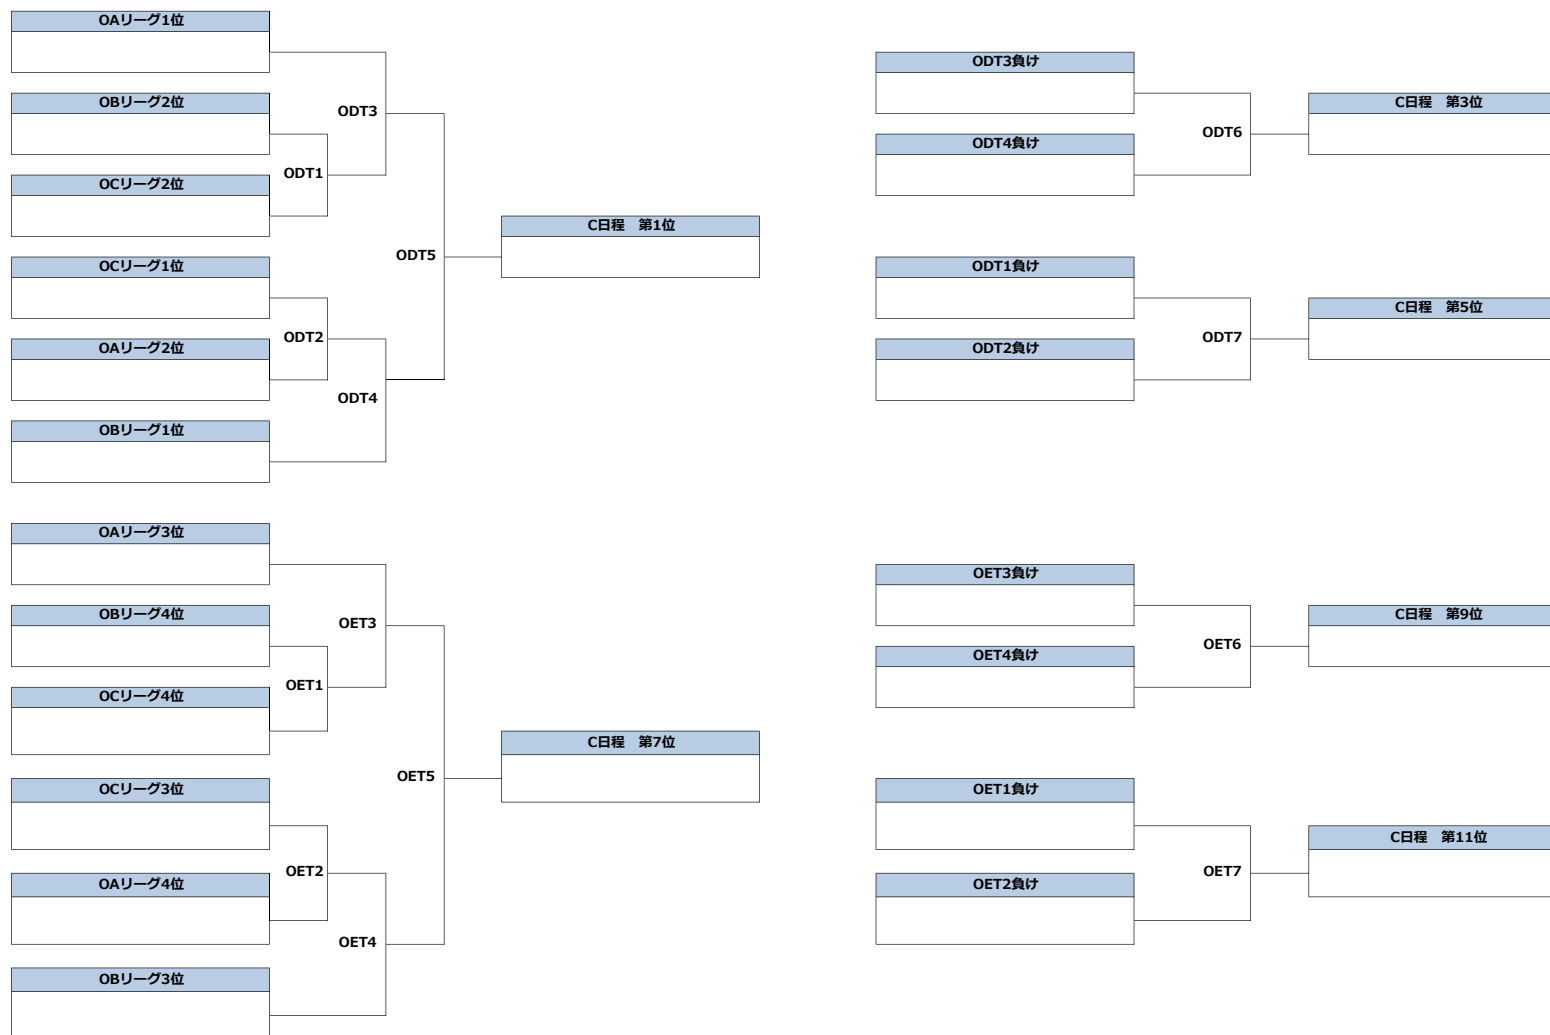 OAリーグ1位
OBリーグ2位
ODT3
ODT1
OCリーグ2位
C日程　第1位
ODT5
OCリーグ1位
ODT2
OAリーグ2位
ODT4
OBリーグ1位
ODT3負け
C日程　第3位
ODT6
ODT4負け
ODT1負け
C日程　第5位
ODT7
ODT2負け
OAリーグ3位
OBリーグ4位
OET3
OET1
OCリーグ4位
C日程　第7位
OET5
OCリーグ3位
OET2
OAリーグ4位
OET4
OBリーグ3位
OET3負け
C日程　第9位
OET6
OET4負け
OET1負け
C日程　第11位
OET7
OET2負け